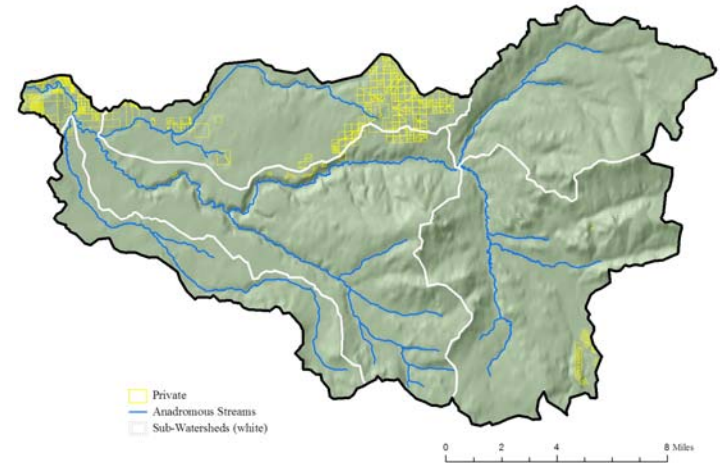 Private
Anadromous Streams
Sub-Watersheds (white)
0 2 4 8 Miles